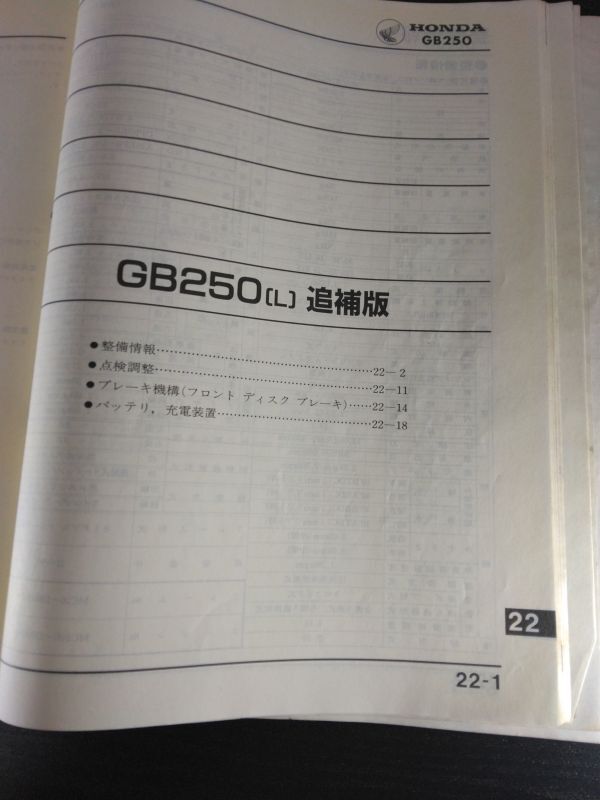 HONDA
GB250
GB250〔L〕追補版
●整備情報……………………………………22−2
●点検調整……………………………………22−11
●ブレーキ機構(フロント ディスク ブレーキ)……22−14
●バッテリ，充電装置…………………………22−18
22
22-1